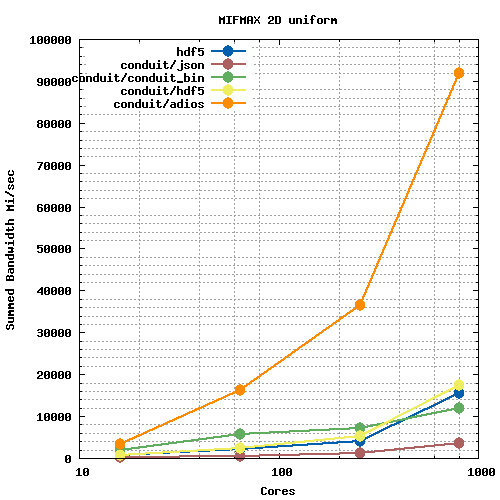 MIFMAX 2D uniform
100000
90000
80000
70000
60000
50000
40000
30000
20000
10000
0
Summed Bandwidth Mi/sec
hdf5
conduit/json
conduit/conduit_bin
conduit/hdf5
conduit/adios
10
100
1000
Cores